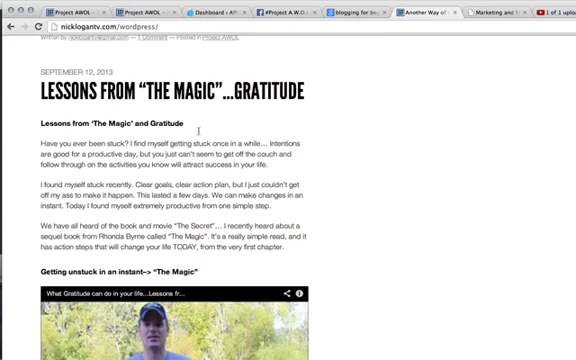 Project AWOL
Project AWOL
Dashboard
#Project A.W.O.
blogging for be
Another Way of
Marketing and
1 of 1 uplo
nicklogantv.com/wordpress/
Written by nicklogantv@gmail.com — 1 Comment — Posted in Project AWOL
SEPTEMBER 12, 2013
LESSONS FROM “THE MAGIC”...GRATITUDE
Lessons from ‘The Magic’ and Gratitude
Have you ever been stuck? I find myself getting stuck once in a while… Intentions
are good for a productive day, but you just can’t seem to get off the couch and
follow through on the activities you know will attract success in your life.
I found myself stuck recently. Clear goals, clear action plan, but I just couldn’t get
off my ass to make it happen. This lasted a few days. We can make changes in an
instant. Today I found myself extremely productive from one simple step.
We have all heard of the book and movie “The Secret”… I recently heard about a
sequel book from Rhonda Byrne called “The Magic”. It’s a really simple read, and it
has action steps that will change your life TODAY, from the very first chapter.
Getting unstuck in an instant–> “The Magic”
What Gratitude can do in your life...Lessons fr...